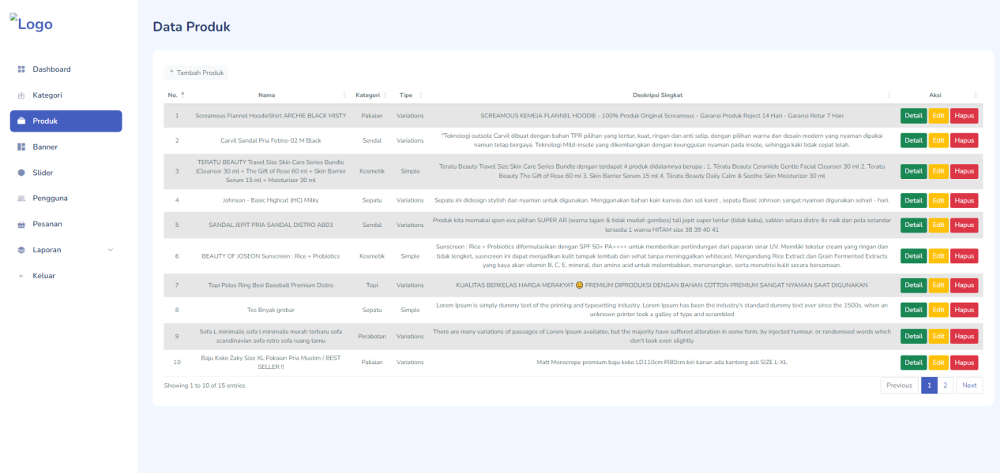 Logo
Data Produk
Dashboard
Kategori
Produk
Banner
Slider
Pengguna
Pesanan
Laporan
Keluar
+ Tambah Produk
No. Nama Kategori Tipe Deskripsi Singkat Aksi
1 Screamous Flannel HoodieShirt ARCHIE BLACK MISTY Pakaian Variations SCREAMOUS KEMEJA FLANNEL HOODIE - 100% Produk Original Screamous - Garansi Produk Reject 14 Hari - Garansi Retur 7 Hari Detail Edit Hapus
2 Carvil Sandal Pria Fetino-02 M Black Sendal Variations "Teknologi outsole Carvil dibuat dengan bahan TPR pilihan yang lentur, kuat, ringan dan anti selip, dengan pilihan warna dan desain modern yang nyaman dipakai
namun tetap bergaya. Teknologi Mild-insole yang dikembangkan dengan keunggulan nyaman pada insole, sehingga kaki tidak cepat lelah. Detail Edit Hapus
TERATU BEAUTY Travel Size Skin Care Series Bundle
3 (Cleanser 30 ml + The Gift of Rose 60 ml + Skin Barrier
Serum 15 ml + Moisturizer 30 ml Kosmetik Simple Teratu Beauty Travel Size Skin Care Series Bundle dengan terdapat 4 produk didalamnya berupa : 1. Tératu Beauty Ceramide Gentle Facial Cleanser 30 ml 2. Teratu
Beauty The Gift of Rose 60 ml 3. Skin Barrier Serum 15 ml 4. Tératu Beauty Daily Calm & Soothe Skin Moisturizer 30 ml Detail Edit Hapus
4 Johnson - Basic Highcut (HC) Milky Sepatu Variations Sepatu ini didesign stylish dan nyaman untuk digunakan. Menggunakan bahan kain kanvas dan sol karet , sepatu Basic Johnson sangat nyaman digunakan sehari - hari. Detail Edit Hapus
5 SANDAL JEPIT PRIA SANDAL DISTRO AB03 Sendal Variations Produk kita memakai spon eva pilihan SUPER AR (warna tajam & tidak mudah gembos) tali jepit super lentur (tidak kaku), sablon setara distro 4x naik dan pola setandar
tersedia 1 warna HITAM size 38 39 40 41 Detail Edit Hapus
6 BEAUTY OF JOSEON Sunscreen : Rice + Probiotics Kosmetik Simple Sunscreen : Rice + Probiotics diformulasikan dengan SPF 50+ PA++++ untuk memberikan perlindungan dari paparan sinar UV. Memiliki tekstur cream yang ringan dan
tidak lengket, susncreen ini dapat menjadikan kulit tampak lembab dan sehat tanpa meninggalkan whitecast. Mengandung Rice Extract dan Grain Fermented Extracts
yang kaya akan vitamin B, C, E, mineral, dan amino acid untuk melembabkan, menenangkan, serta menutrisi kulit secara bersamaan. Detail Edit Hapus
7 Topi Polos Ring Besi Baseball Premium Distro Topi Variations KUALITAS BERKELAS HARGA MERAKYAT 😊 PREMIUM DIPRODUKSI DENGAN BAHAN COTTON PREMIUM SANGAT NYAMAN SAAT DIGUNAKAN Detail Edit Hapus
8 Tes Bnyak gmbar Sepatu Simple Lorem Ipsum is simply dummy text of the printing and typesetting industry. Lorem Ipsum has been the industry's standard dummy text ever since the 1500s, when an
unknown printer took a galley of type and scrambled Detail Edit Hapus
9 Sofa L minimalis sofa l minimalis murah terbaru sofa
scandinavian sofa retro sofa ruang tamu Perabotan Variations There are many variations of passages of Lorem Ipsum available, but the majority have suffered alteration in some form, by injected humour, or randomised words which
don't look even slightly Detail Edit Hapus
10 Baju Koko Zaky Size XL Pakaian Pria Muslim / BEST
SELLER !! Pakaian Variations Matt Monscrepe premium baju koko LD110cm PJ80cm kiri kanan ada kantong asli SIZE L-XL Detail Edit Hapus
Showing 1 to 10 of 15 entries
Previous 1 2 Next